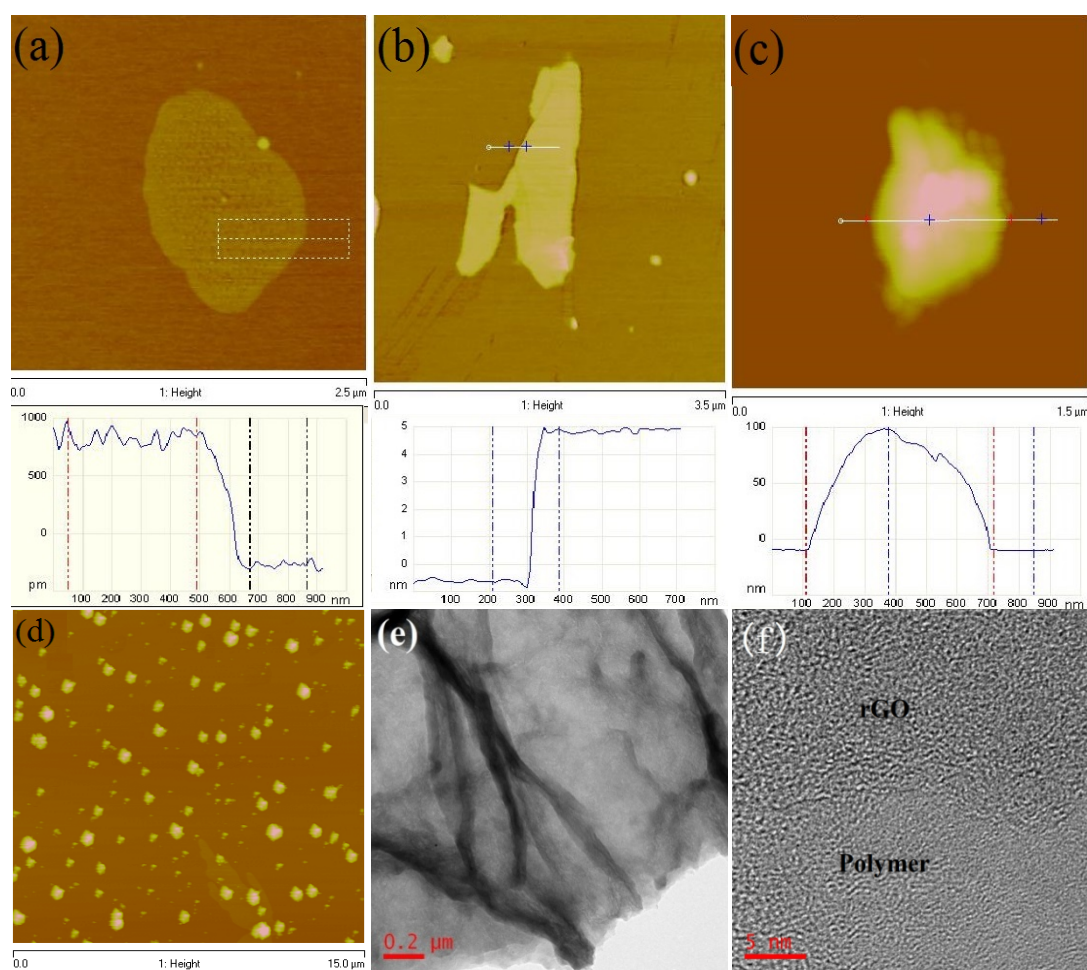 (a)
(b)
(c)
0.0 1: Height 2.5 µm
0.0 1: Height 3.5 µm
0.0 1: Height 1.5 µm
1000
500
0
pm
100 200 300 400 500 600 700 800 900 nm
5
4
3
2
1
0
nm
100 200 300 400 500 600 700 nm
100
50
0
nm
100 200 300 400 500 600 700 800 900 nm
(d)
(e)
(f)
rGO
Polymer
0.0 1: Height 15.0 µm
0.2 µm
5 nm